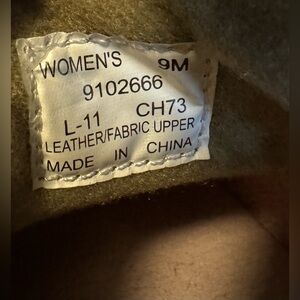 WOMEN'S 9M
9102666
L-11 CH73
LEATHER/FABRIC UPPER
MADE IN CHINA